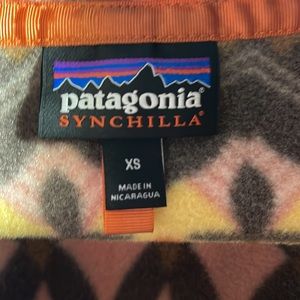 patagonia®
SYNCHILLA®
XS
MADE IN
NICARAGUA